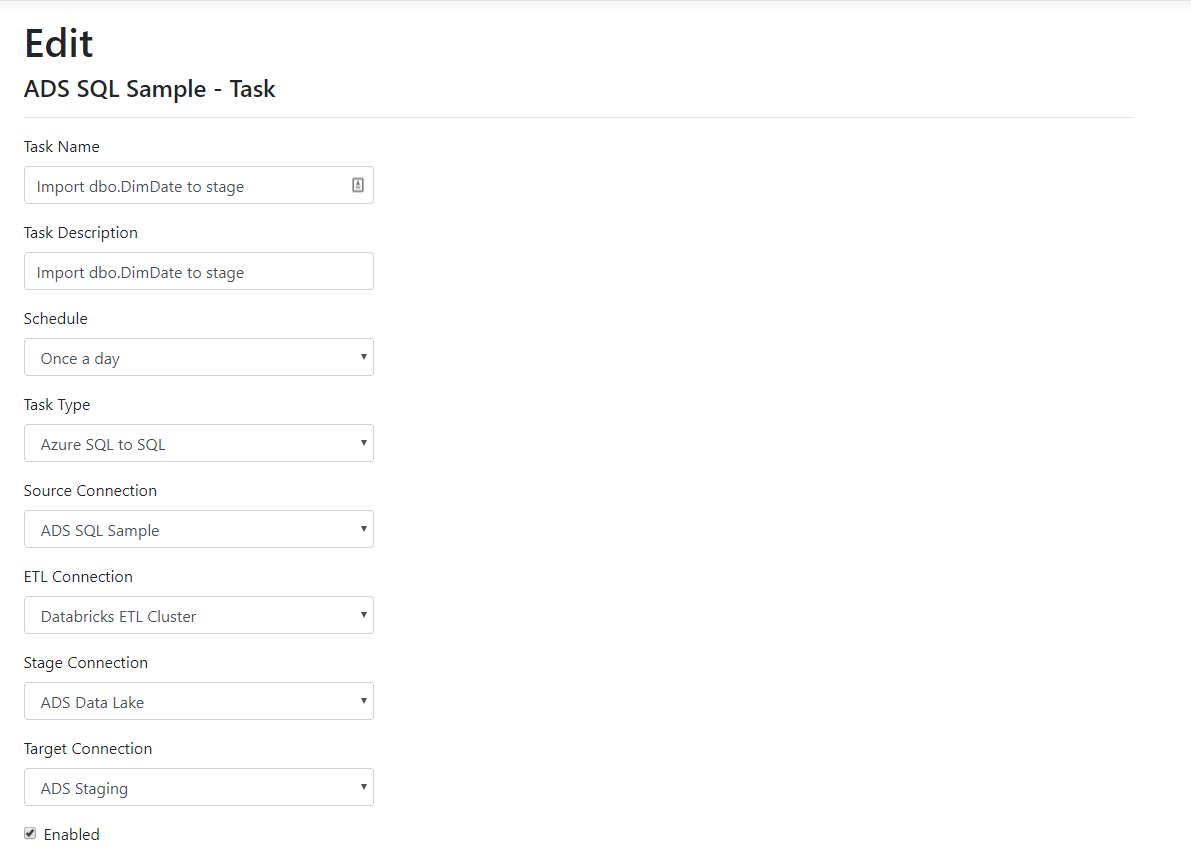 Edit
ADS SQL Sample - Task
Task Name
Import dbo.DimDate to stage
Task Description
Import dbo.DimDate to stage
Schedule
Once a day
Task Type
Azure SQL to SQL
Source Connection
ADS SQL Sample
ETL Connection
Databricks ETL Cluster
Stage Connection
ADS Data Lake
Target Connection
ADS Staging
Enabled